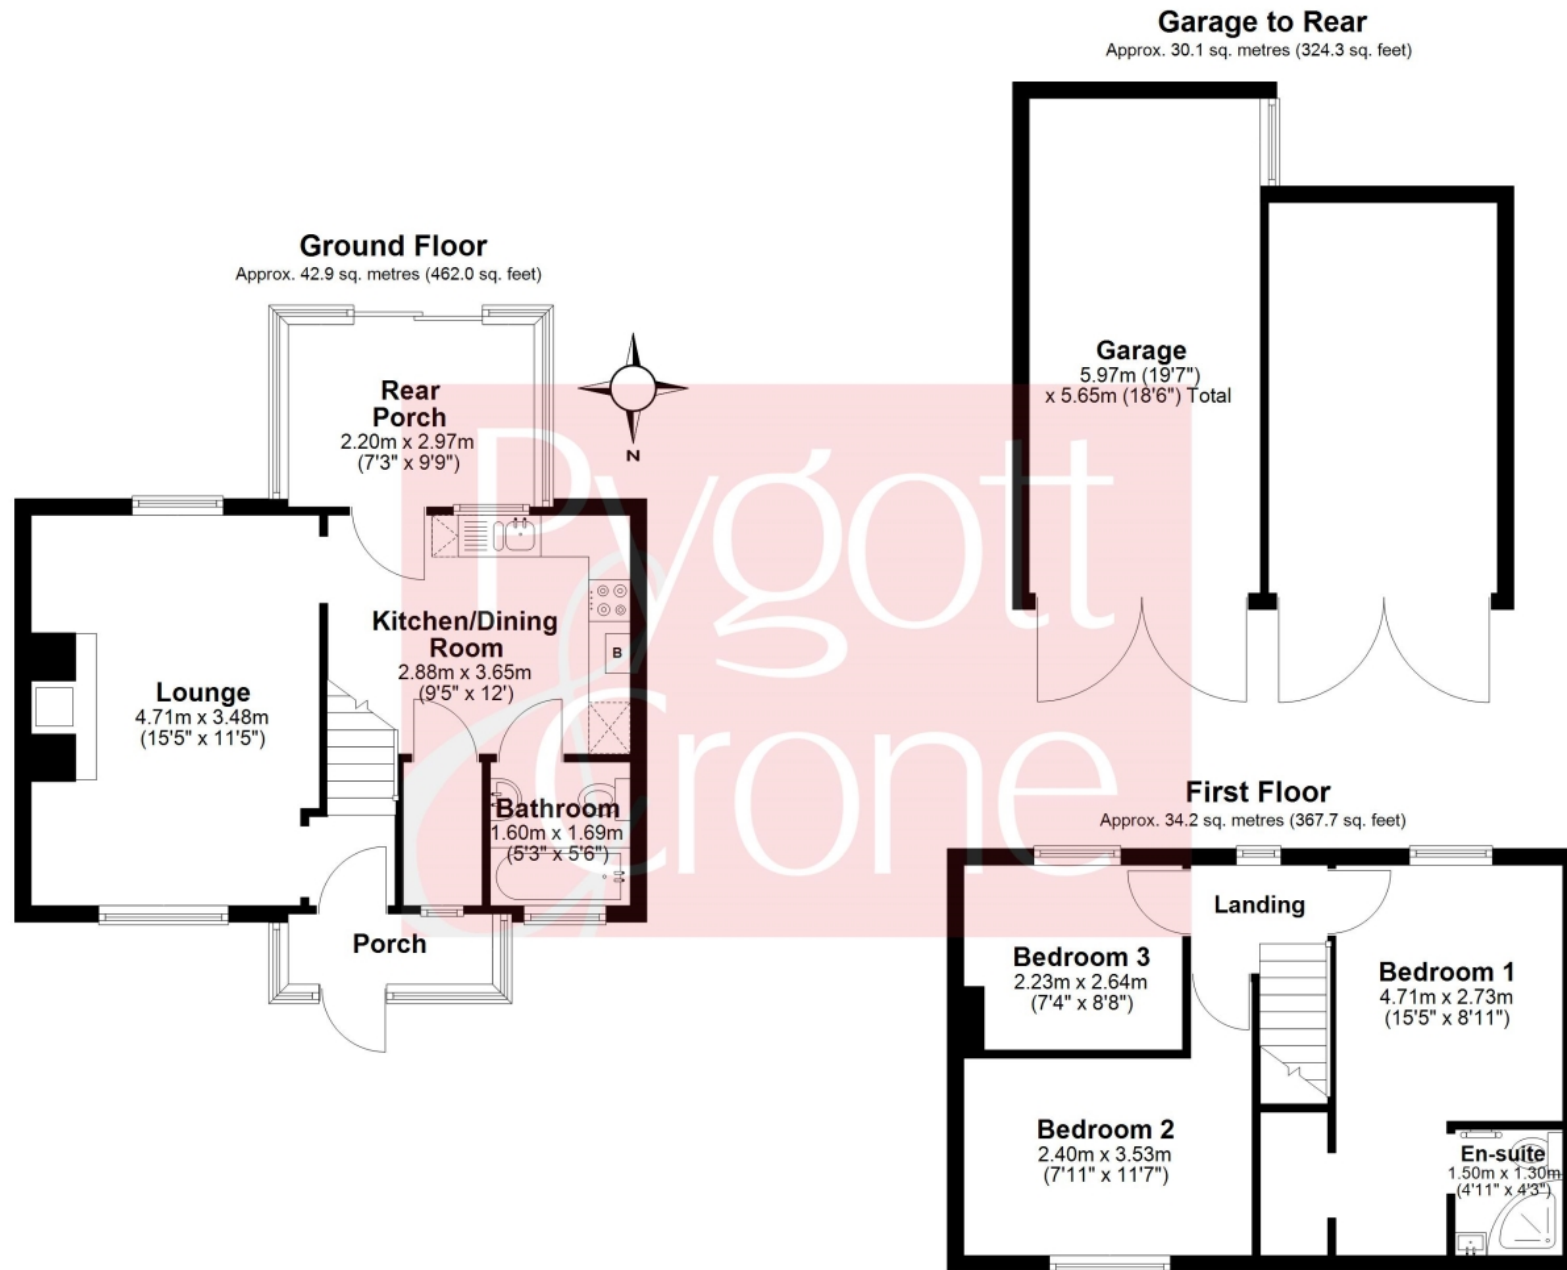 Garage to Rear
Approx. 30.1 sq. metres (324.3 sq. feet)
Ground Floor
Approx. 42.9 sq. metres (462.0 sq. feet)
Garage
5.97m (19'7")
x 5.65m (18'6") Total
Rear
Porch
2.20m x 2.97m
(7'3" x 9'9")
N
Pygott
& Crone
Kitchen/Dining
Room
2.88m x 3.65m
(9'5" x 12')
B
Lounge
4.71m x 3.48m
(15'5" x 11'5")
Bathroom
1.60m x 1.69m
(5'3" x 5'6")
Porch
First Floor
Approx. 34.2 sq. metres (367.7 sq. feet)
Landing
Bedroom 3
2.23m x 2.64m
(7'4" x 8'8")
Bedroom 1
4.71m x 2.73m
(15'5" x 8'11")
Bedroom 2
2.40m x 3.53m
(7'11" x 11'7")
En-suite
1.50m x 1.30m
(4'11" x 4'3")